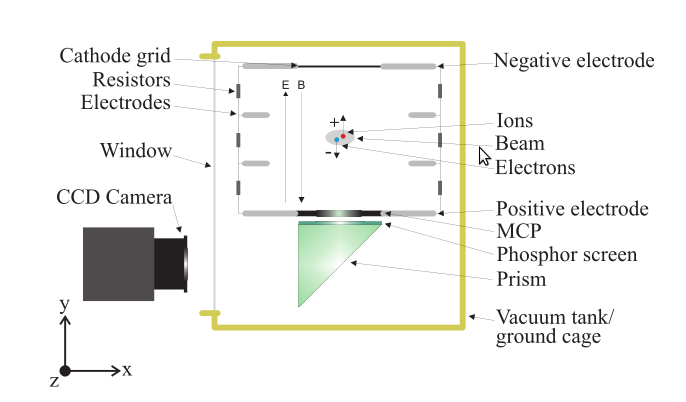 Cathode grid
Resistors
Electrodes
Window
CCD Camera
E B
+
-
Negative electrode
Ions
Beam
Electrons
Positive electrode
MCP
Phosphor screen
Prism
Vacuum tank/
ground cage
y
x
z